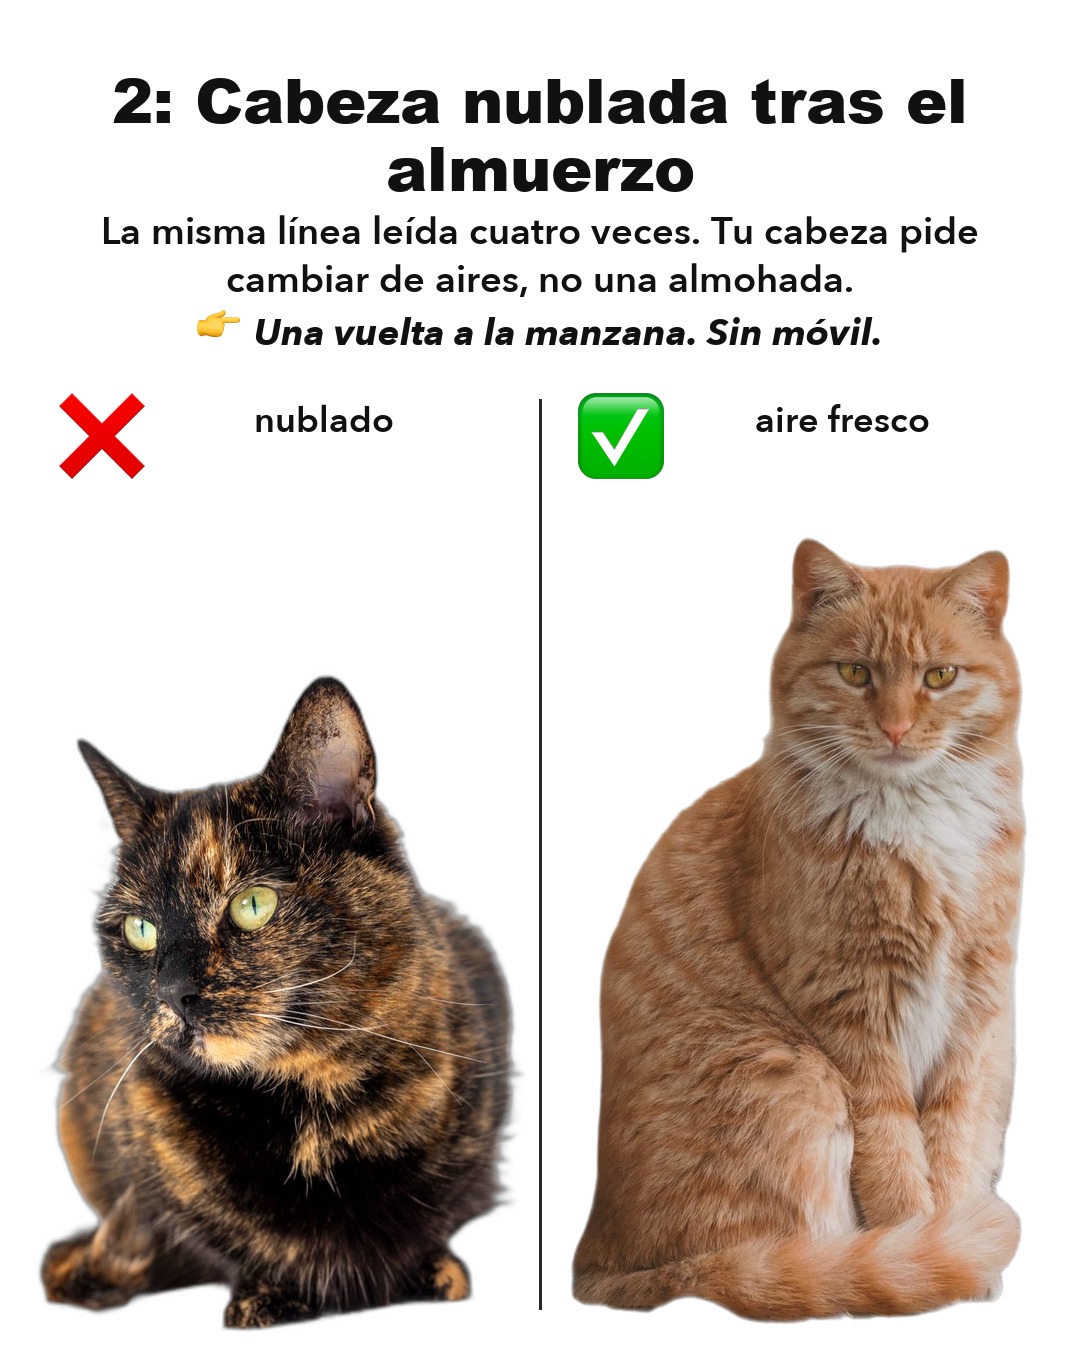 2: Cabeza nublada tras el
almuerzo
La misma línea leída cuatro veces. Tu cabeza pide
cambiar de aires, no una almohada.
👉 Una vuelta a la manzana. Sin móvil.
❌ nublado
✅ aire fresco